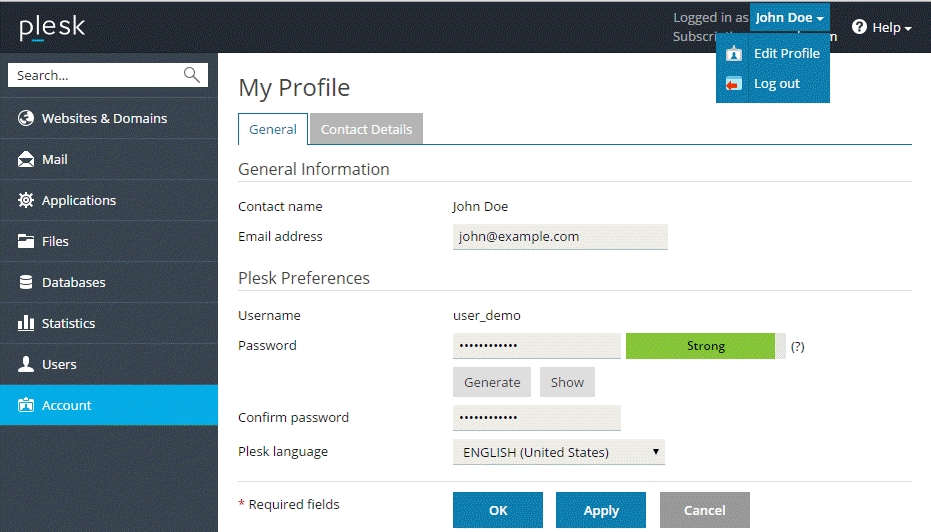 plesk
Logged in as John Doe
Help
Edit Profile
Log out
Search...
Websites & Domains
Mail
Applications
Files
Databases
Statistics
Users
Account
My Profile
General
Contact Details
General Information
Contact name John Doe
Email address john@example.com
Plesk Preferences
Username user_demo
Password •••••••••••• Strong (?)
Generate Show
Confirm password ••••••••••••
Plesk language ENGLISH (United States)
* Required fields OK Apply Cancel